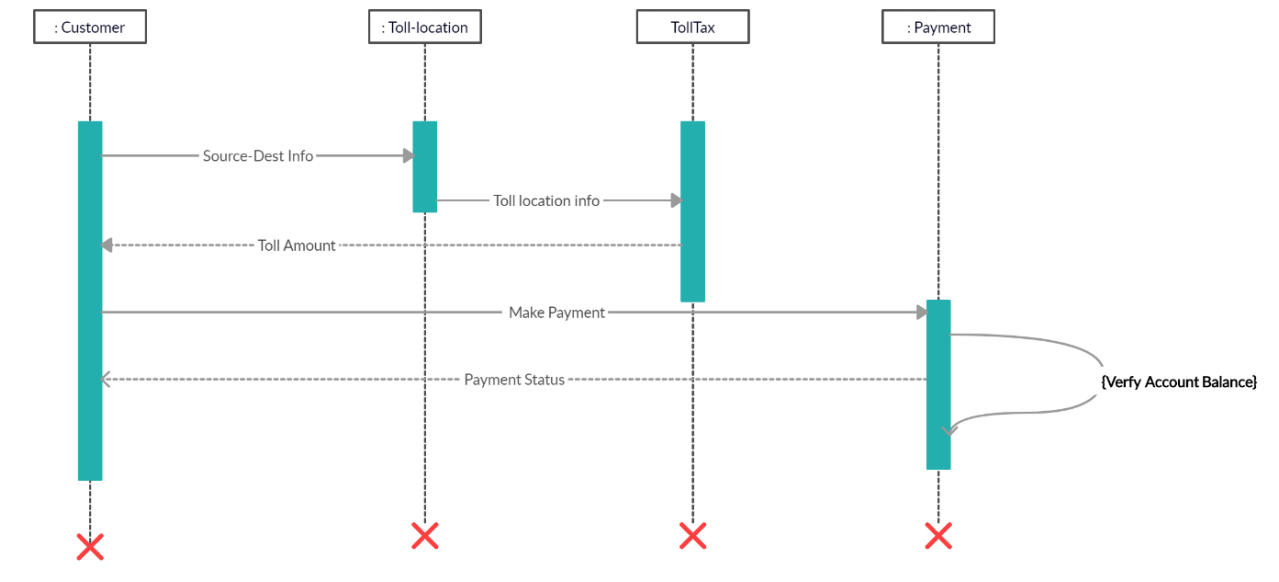 : Customer
: Toll-location
TollTax
: Payment
Source-Dest Info
Toll location info
Toll Amount
Make Payment
Payment Status
{Verfy Account Balance}